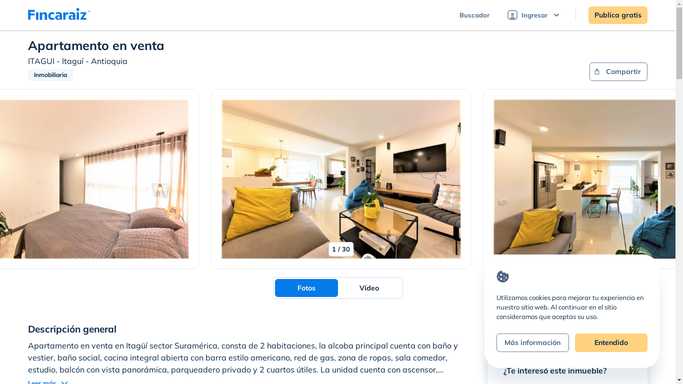 Fincaraiz
Buscador
Ingresar
Publica gratis
Apartamento en venta
ITAGUI - Itaguí - Antioquia
Inmobiliaria
Compartir
1 / 30
Fotos
Video
Utilizamos cookies para mejorar tu experiencia en
nuestro sitio web. Al continuar en el sitio
consideramos que aceptas su uso.
Más información
Entendido
Descripción general
Apartamento en venta en Itagüí sector Suramérica, consta de 2 habitaciones, la alcoba principal cuenta con baño y
vestier, baño social, cocina integral abierta con barra estilo americano, red de gas, zona de ropas, sala comedor,
estudio, balcón con vista panorámica, parqueadero privado y 2 cuartos útiles. La unidad cuenta con ascensor,...
Leer más
¿Te interesó este inmueble?